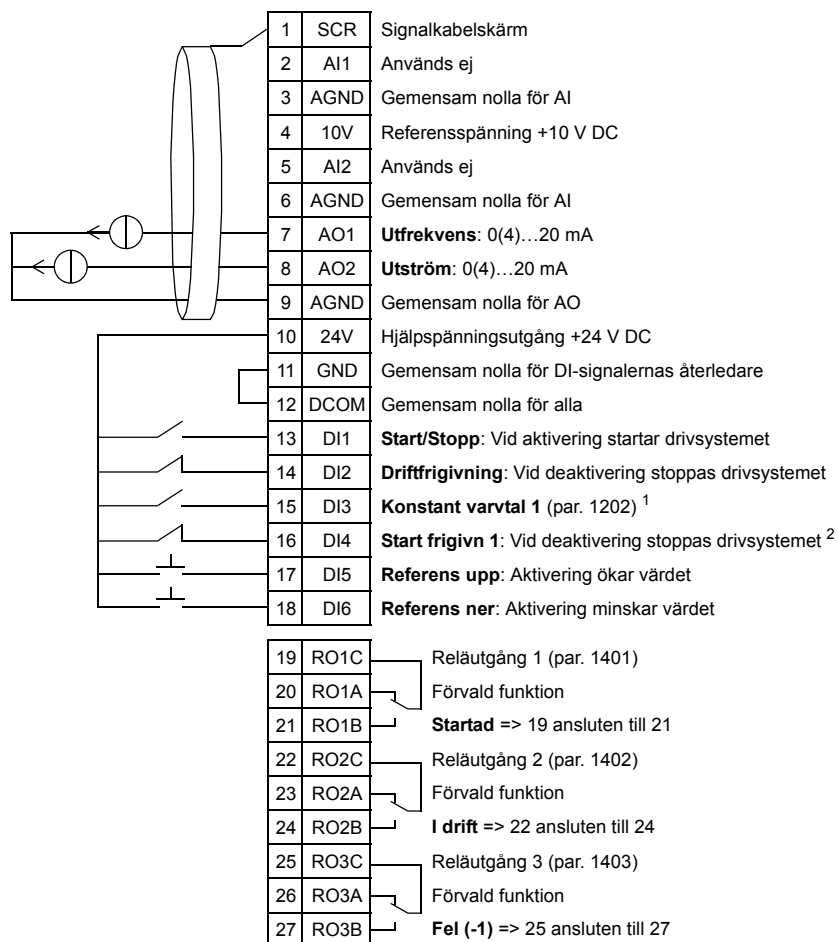 1 SCR Signalkabelskärm
2 AI1 Används ej
3 AGND Gemensam nolla för AI
4 10V Referensspänning +10 V DC
5 AI2 Används ej
6 AGND Gemensam nolla för AI
7 AO1 Utfrekvens: 0(4)…20 mA
8 AO2 Utström: 0(4)…20 mA
9 AGND Gemensam nolla för AO
10 24V Hjälpspänningsutgång +24 V DC
11 GND Gemensam nolla för DI-signalernas återledare
12 DCOM Gemensam nolla för alla
13 DI1 Start/Stopp: Vid aktivering startar drivsystemet
14 DI2 Driftfrigivning: Vid deaktivering stoppas drivsystemet
15 DI3 Konstant varvtal 1 (par. 1202) 1
16 DI4 Start frigivn 1: Vid deaktivering stoppas drivsystemet 2
17 DI5 Referens upp: Aktivering ökar värdet
18 DI6 Referens ner: Aktivering minskar värdet
19 RO1C Reläutgång 1 (par. 1401)
20 RO1A Förvald funktion
21 RO1B Startad => 19 ansluten till 21
22 RO2C Reläutgång 2 (par. 1402)
23 RO2A Förvald funktion
24 RO2B I drift => 22 ansluten till 24
25 RO3C Reläutgång 3 (par. 1403)
26 RO3A Förvald funktion
27 RO3B Fel (-1) => 25 ansluten till 27